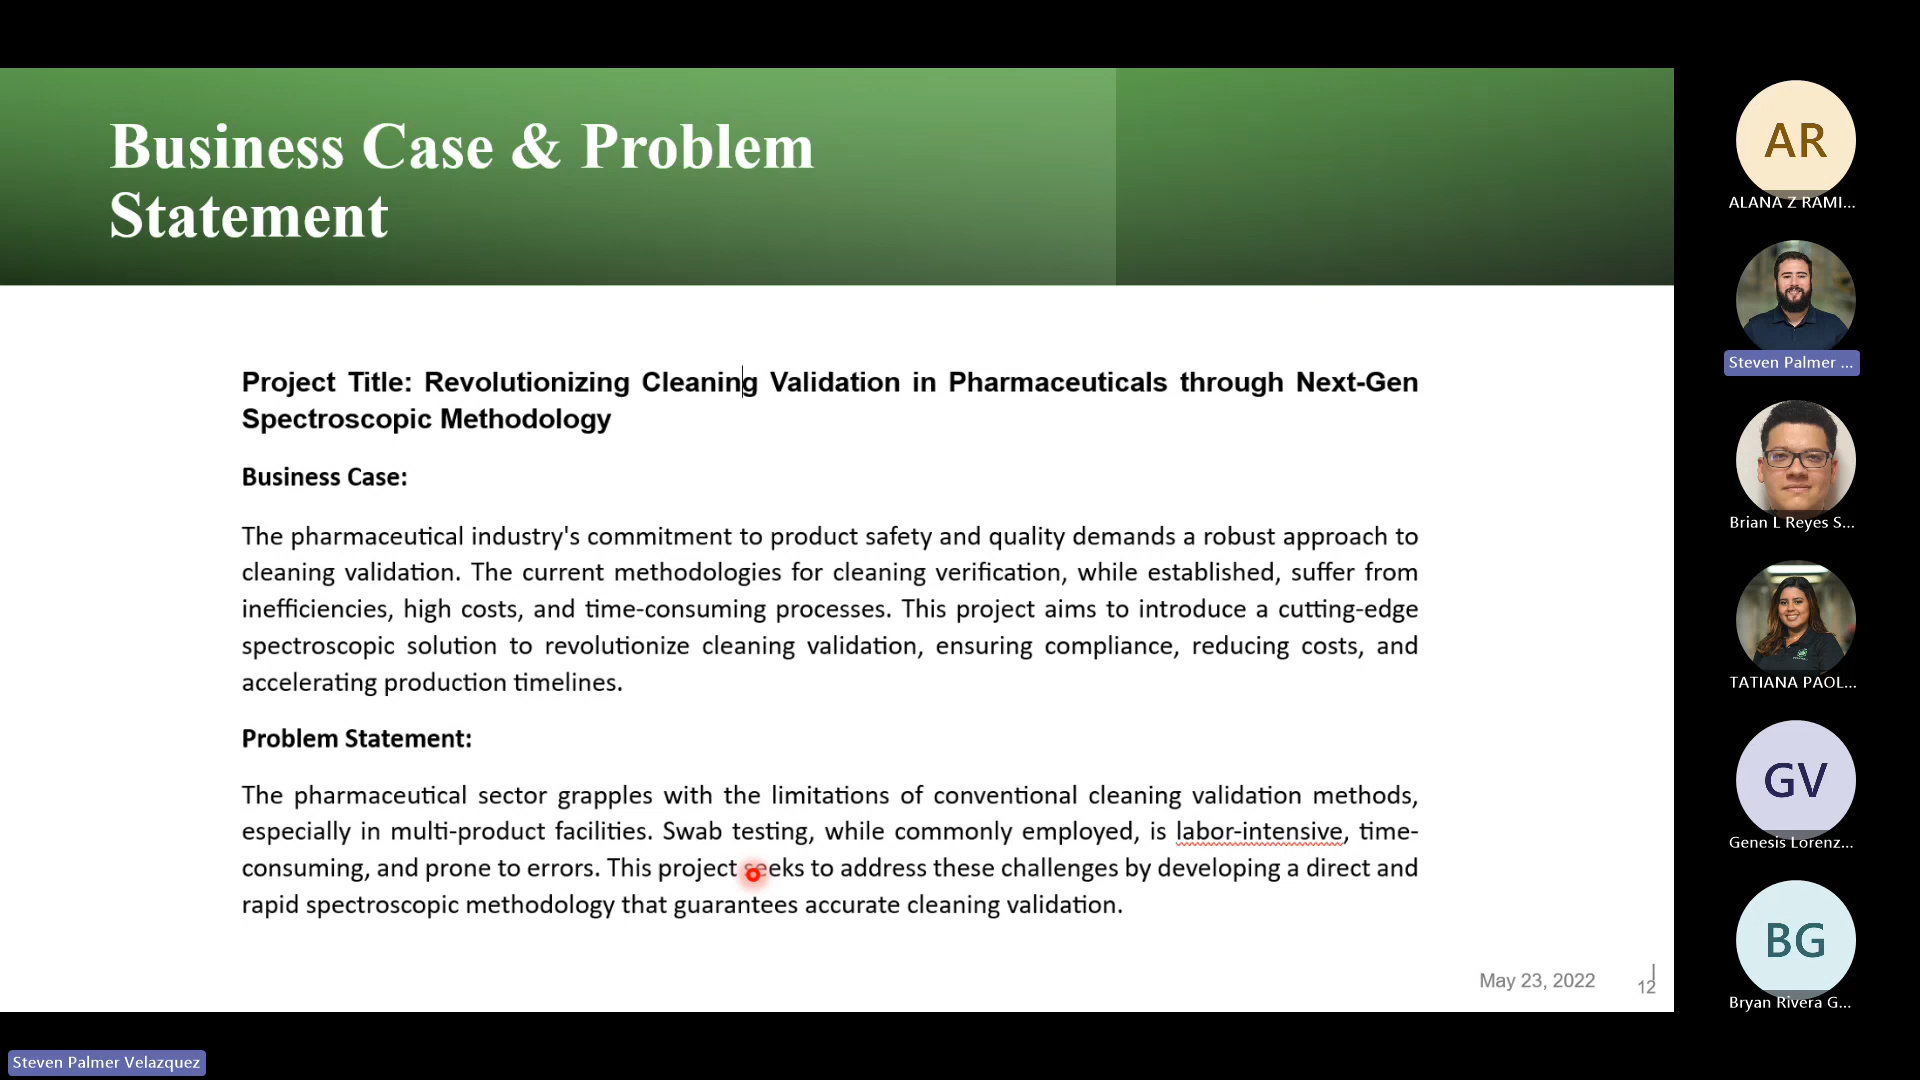 Business Case & Problem
Statement
Project Title: Revolutionizing Cleaning Validation in Pharmaceuticals through Next-Gen
Spectroscopic Methodology
Business Case:
The pharmaceutical industry's commitment to product safety and quality demands a robust approach to
cleaning validation. The current methodologies for cleaning verification, while established, suffer from
inefficiencies, high costs, and time-consuming processes. This project aims to introduce a cutting-edge
spectroscopic solution to revolutionize cleaning validation, ensuring compliance, reducing costs, and
accelerating production timelines.
Problem Statement:
The pharmaceutical sector grapples with the limitations of conventional cleaning validation methods,
especially in multi-product facilities. Swab testing, while commonly employed, is labor-intensive, time-
consuming, and prone to errors. This project seeks to address these challenges by developing a direct and
rapid spectroscopic methodology that guarantees accurate cleaning validation.
May 23, 2022
12
AR
ALANA Z RAMI...
Steven Palmer ...
Brian L Reyes S...
TATIANA PAOL...
GV
Genesis Lorenz...
BG
Bryan Rivera G...
Steven Palmer Velazquez